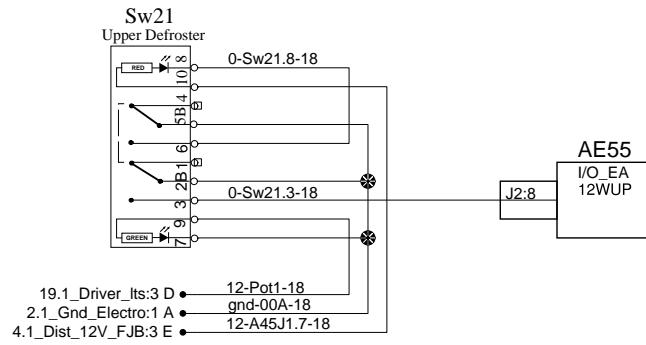 Sw21
Upper Defroster
RED
8
10
4
5B
6
1
2B
3
9
7
GREEN
0-Sw21.8-18
0-Sw21.3-18
AE55
I/O_EA
12WUP
J2:8
19.1_Driver_lts:3 D
12-Pot1-18
2.1_Gnd_Electro:1 A
gnd-00A-18
4.1_Dist_12V_FJB:3 E
12-A45J1.7-18